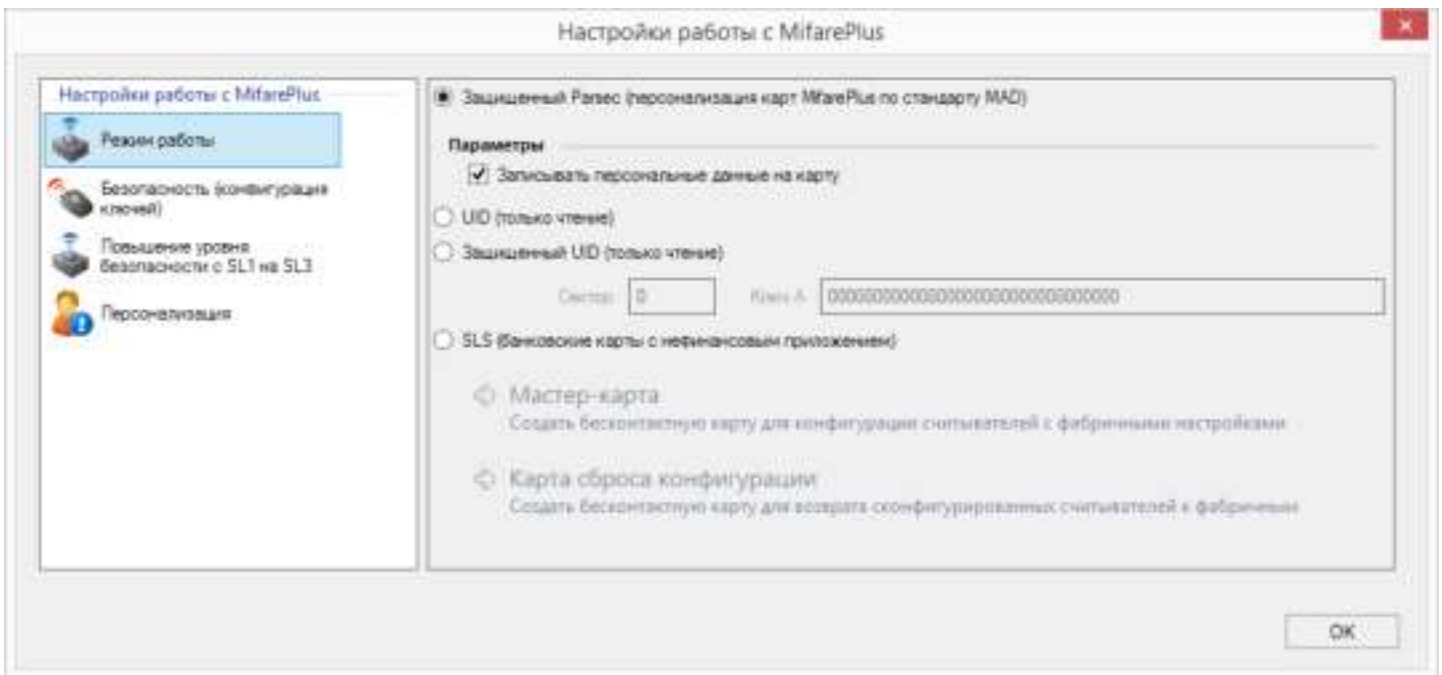 Настройки работы с MifarePlus
Настройки работы с MifarePlus
Режим работы
Безопасность (конфигурация
ключей)
Повышение уровня
безопасности с SL1 на SL3
Персонализация
Защищенный Parsec (персонализация карт MifarePlus по стандарту MAD)
Параметры
Записывать персональные данные на карту
UID (только чтение)
Защищенный UID (только чтение)
Сектор 0 Ключ A
SLS (банковские карты с нефинансовым приложением)
Мастер-карта
Создать бесконтактную карту для конфигурации считывателей с фабричными настройками
Карта сброса конфигурации
Создать бесконтактную карту для возврата сконфигурированных считывателей к фабричным
OK